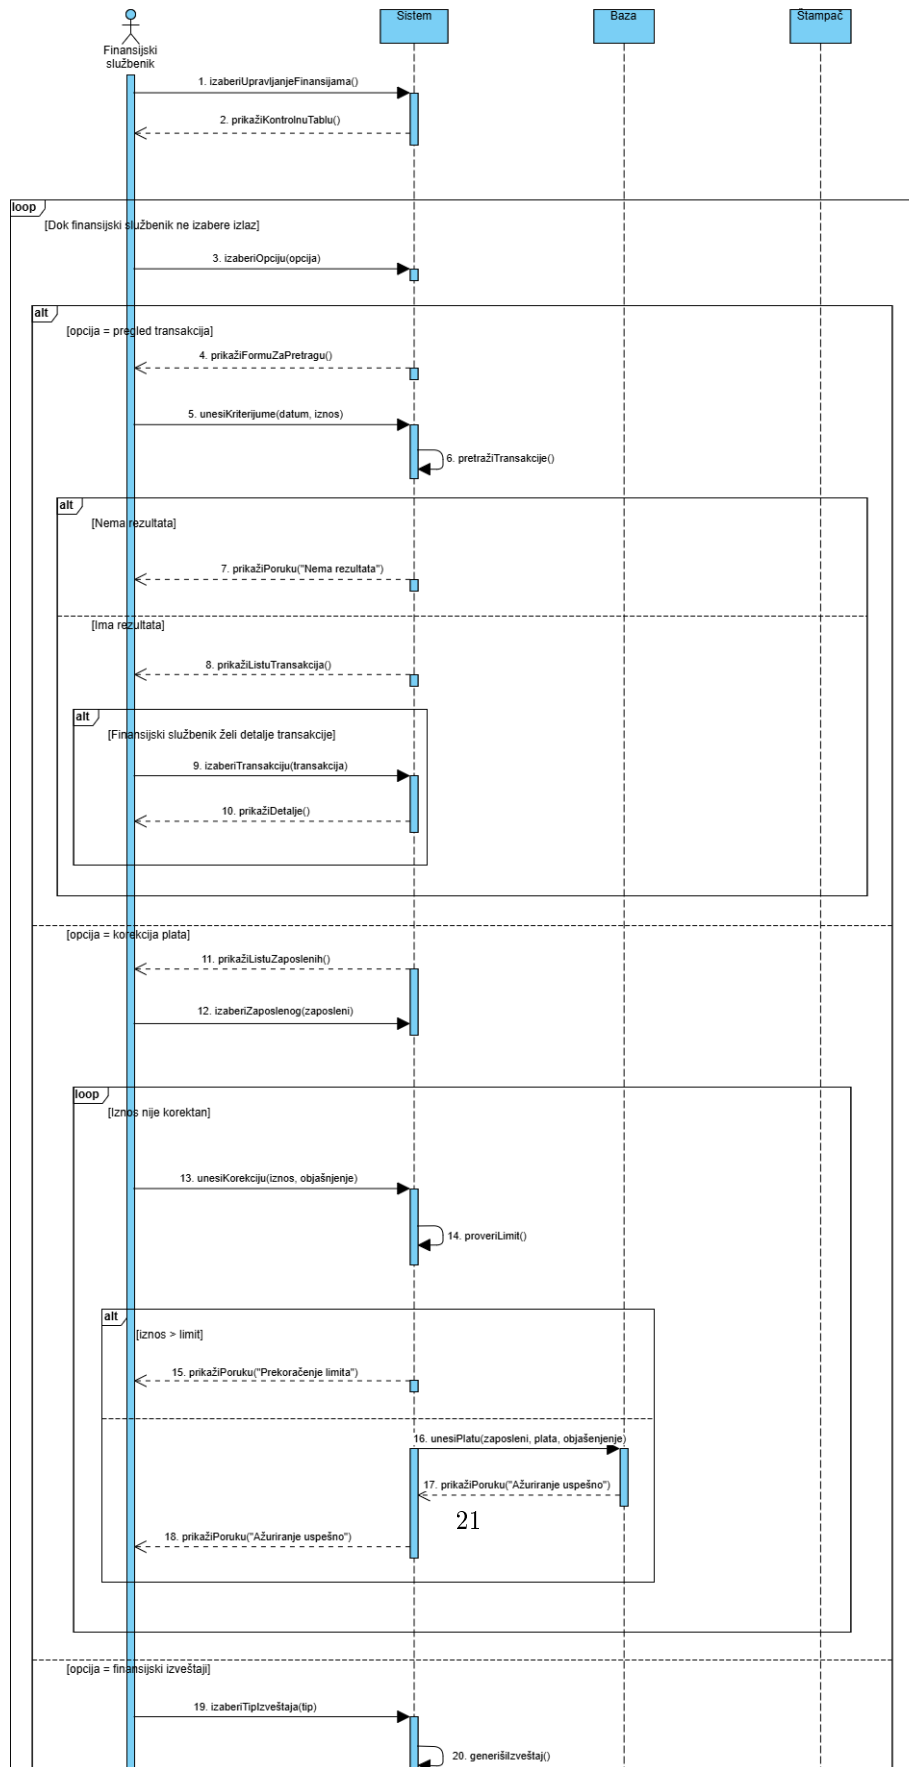 Finansijski
službenik
Sistem
Baza
Štampač
1. izaberiUpravljanjeFinansijama()
2. prikažiKontrolnuTablu()
loop
[Dok finansijski službenik ne izabere izlaz]
3. izaberiOpciju(opcija)
alt
[opcija = pregled transakcija]
4. prikažiFormuZaPretragu()
5. unesiKriterijume(datum, iznos)
6. pretražiTransakcije()
alt
[Nema rezultata]
7. prikažiPoruku("Nema rezultata")
[Ima rezultata]
8. prikažiListuTransakcija()
alt
[Finansijski službenik želi detalje transakcije]
9. izaberiTransakciju(transakcija)
10. prikažiDetalje()
[opcija = korekcija plata]
11. prikažiListuZaposlenih()
12. izaberiZaposlenog(zaposleni)
loop
[Iznos nije korektan]
13. unesiKorekciju(iznos, objašnjenje)
14. proveriLimit()
alt
[iznos > limit]
15. prikažiPoruku("Prekoračenje limita")
16. unesiPlatu(zaposleni, plata, objašenjenje)
17. prikažiPoruku("Ažuriranje uspešno")
21
18. prikažiPoruku("Ažuriranje uspešno")
[opcija = finansijski izveštaji]
19. izaberiTipIzveštaja(tip)
20. generišiIzveštaj()